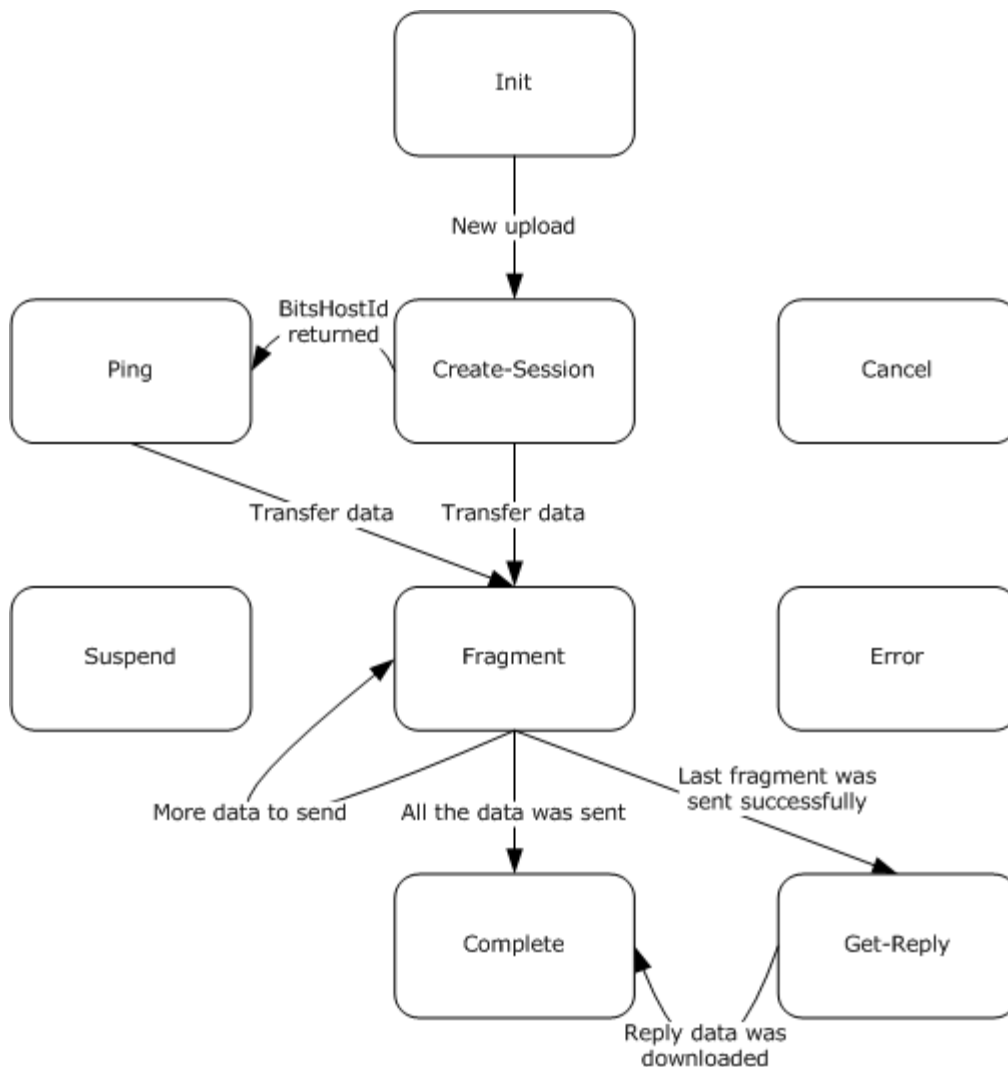 Init
New upload
BitsHostId
returned
Ping
Create-Session
Cancel
Transfer data
Transfer data
Suspend
Fragment
Error
Last fragment was
sent successfully
More data to send
All the data was sent
Complete
Get-Reply
Reply data was
downloaded